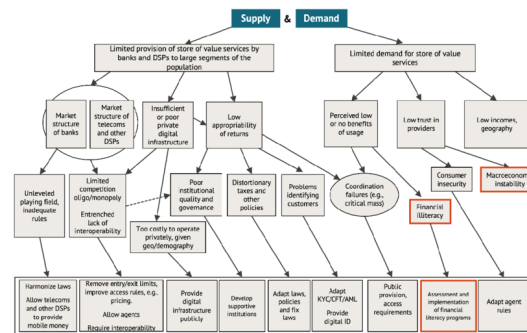 Supply & Demand
Limited provision of store of value services by
banks and DSPs to large segments of the
population
Limited demand for store of value
services
Market
structure
of banks
Market
structure of
telecoms
and other
DSPs
Insufficient
or poor
private
digital
infrastructure
Low
appropriability
of returns
Perceived low
or no benefits
of usage
Low trust in
providers
Low incomes,
geography
Unleveled
playing field,
inadequate
rules
Limited
competition
oligo/monopoly
Entrenched
lack of
interoperability
Poor
institutional
quality and
governance
Distortionary
taxes and
other
policies
Problems
identifying
customers
Coordination
failures (e.g.,
critical mass)
Consumer
insecurity
Macroeconomic
instability
Financial
illiteracy
Too costly to operate
privately, given
geo/demography
Harmonize laws
Allow telecoms and
other DSPs
to provide
mobile money
Remove entry/exit limits,
improve access rules, e.g.,
pricing.
Allow agents
Require interoperability
Provide
digital
infrastructure
publicly
Develop
supportive
institutions
Adapt laws,
policies
and fix
laws
Adapt
KYC/CFT/AML
Provide
digital ID
Public
provision,
access
requirements
Assessment and
implementation
of financial
literacy programs
Adapt agent
rules